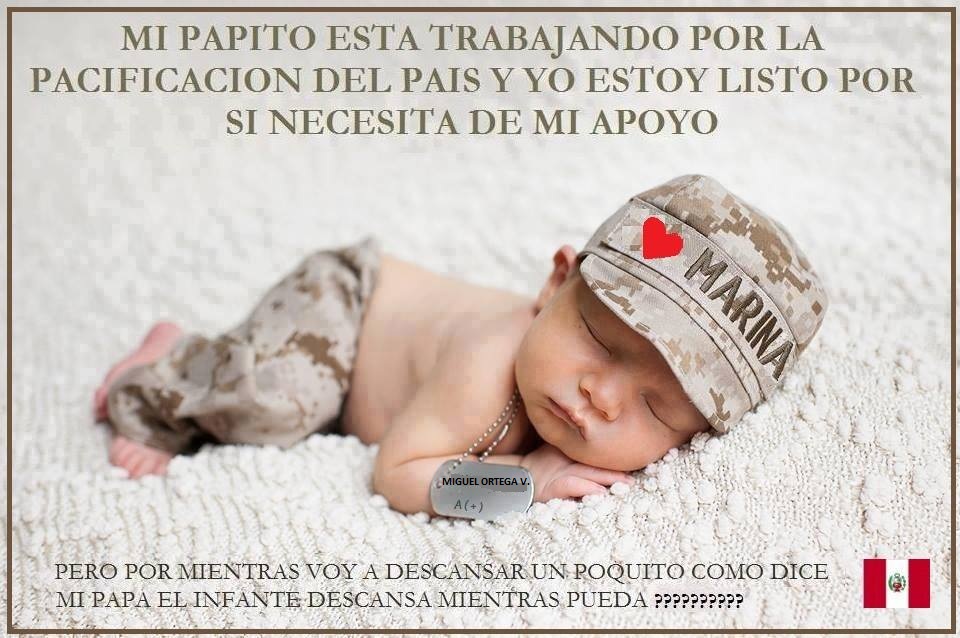 MI PAPITO ESTA TRABAJANDO POR LA
PACIFICACION DEL PAIS Y YO ESTOY LISTO POR
SI NECESITA DE MI APOYO
MARINA
MIGUEL ORTEGA V.
A(+)
PERO POR MIENTRAS VOY A DESCANSAR UN POQUITO COMO DICE
MI PAPA EL INFANTE DESCANSA MIENTRAS PUEDA ??????????